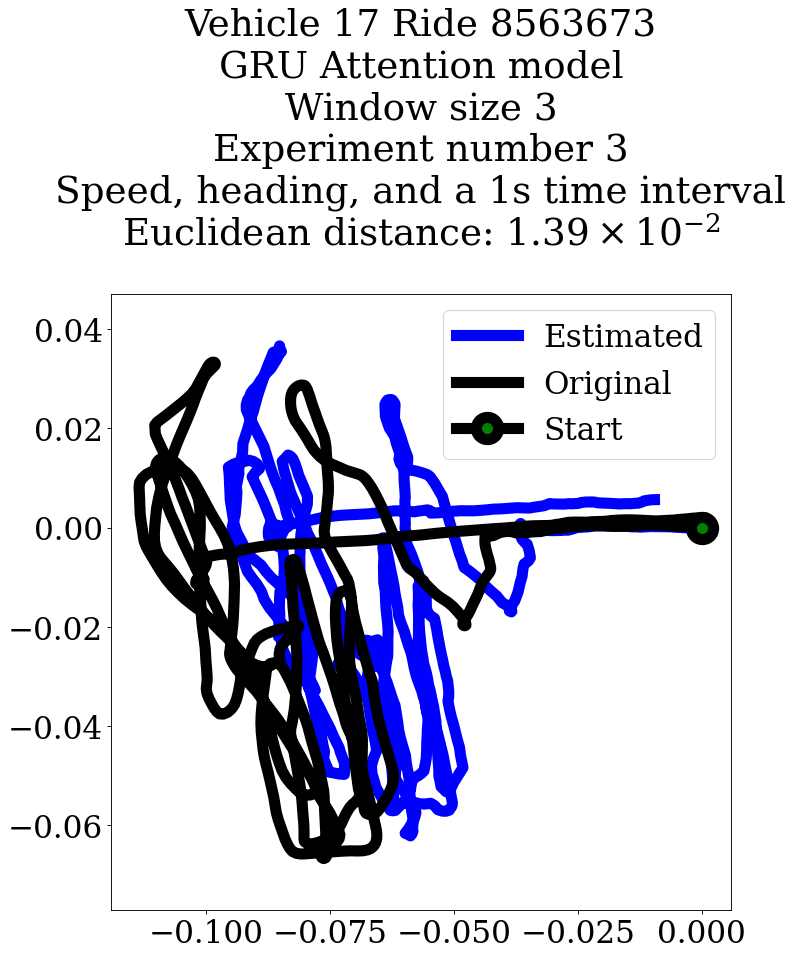 Vehicle 17 Ride 8563673
GRU Attention model
Window size 3
Experiment number 3
Speed, heading, and a 1s time interval
Euclidean distance: 1.39 × 10⁻²
Estimated
Original
Start
0.04
0.02
0.00
−0.02
−0.04
−0.06
−0.100 −0.075 −0.050 −0.025 0.000